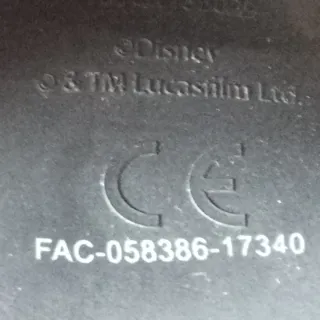 ©Disney
© & TM Lucasfilm Ltd.
CE
FAC-058386-17340